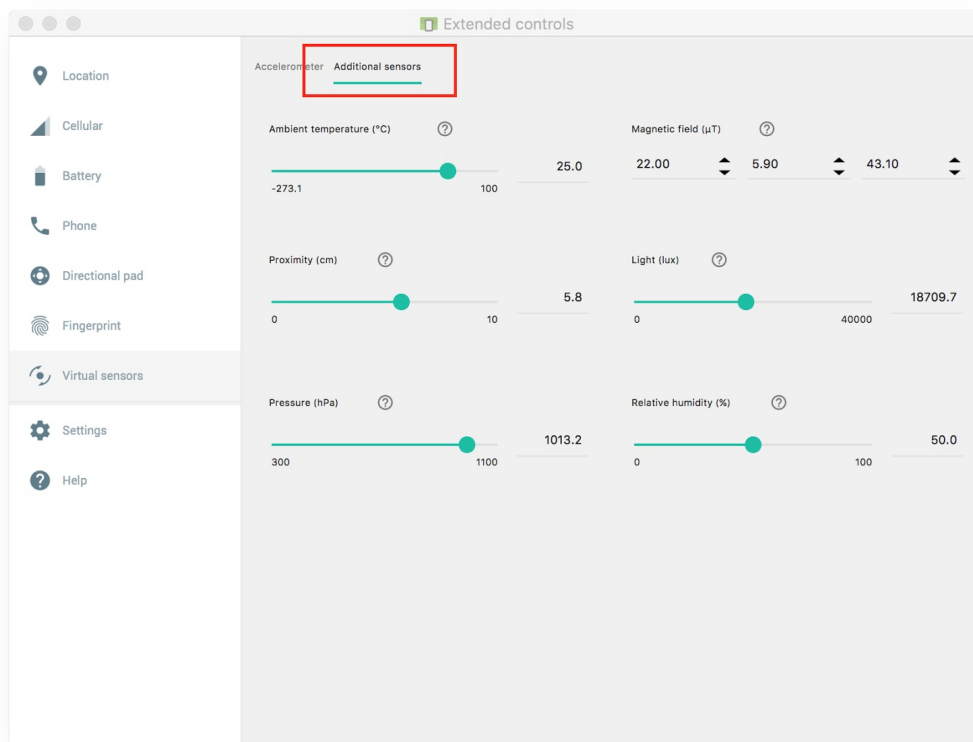 Extended controls
Location
Cellular
Battery
Phone
Directional pad
Fingerprint
Virtual sensors
Settings
Help
Accelerometer Additional sensors
Ambient temperature (°C)
25.0
-273.1 100
Magnetic field (μT)
22.00 5.90 43.10
Proximity (cm)
5.8
0 10
Light (lux)
18709.7
0 40000
Pressure (hPa)
1013.2
300 1100
Relative humidity (%)
50.0
0 100